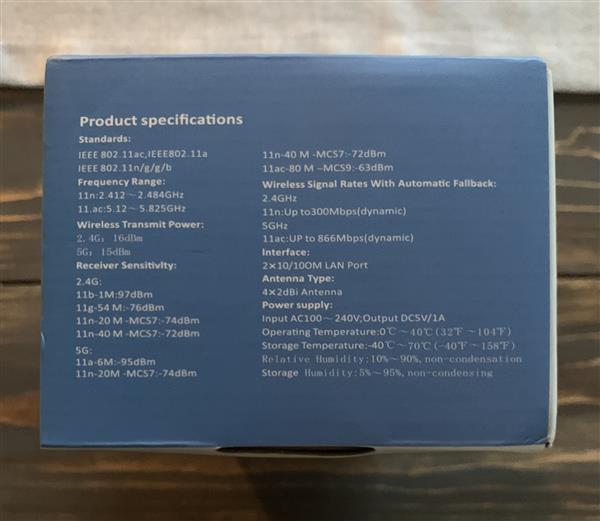 Product specifications
Standards:
IEEE 802.11ac,IEEE802.11a
IEEE 802.11n/g/g/b
Frequency Range:
11n:2.412～2.484GHz
11.ac:5.12～ 5.825GHz
Wireless Transmit Power:
2.4G: 16dBm
5G: 15dBm
Receiver Sensitivlty:
2.4G:
11b-1M:97dBm
11g-54 M:-76dBm
11n-20 M -MCS7:-74dBm
11n-40 M -MCS7:-72dBm
5G:
11a-6M:-95dBm
11n-20M -MCS7:-74dBm
11n-40 M -MCS7:-72dBm
11ac-80 M –MCS9:-63dBm
Wireless Signal Rates With Automatic Fallback:
2.4GHz
11n:Up to300Mbps(dynamic)
5GHz
11ac:UP to 866Mbps(dynamic)
Interface:
2×10/10OM LAN Port
Antenna Type:
4×2dBi Antenna
Power supply:
Input AC100～ 240V;Output DC5V/1A
Operating Temperature:0℃ ～40℃(32℉ ～104℉)
Storage Temperature:-40℃～ 70℃(-40℉～ 158℉)
Relative Humidity:10%～ 90%,non-condensation
Storage Humidity:5%～95%,non-condensing